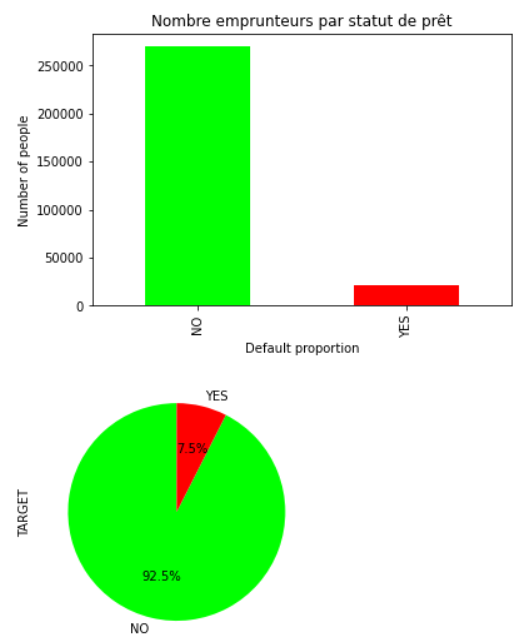 Nombre emprunteurs par statut de prêt
250000
200000
150000
100000
50000
0
Number of people
NO
YES
Default proportion
YES
7.5%
TARGET
92.5%
NO